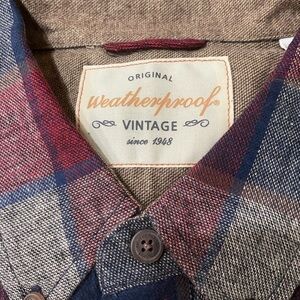 ORIGINAL
Weatherproof®
VINTAGE
since 1948